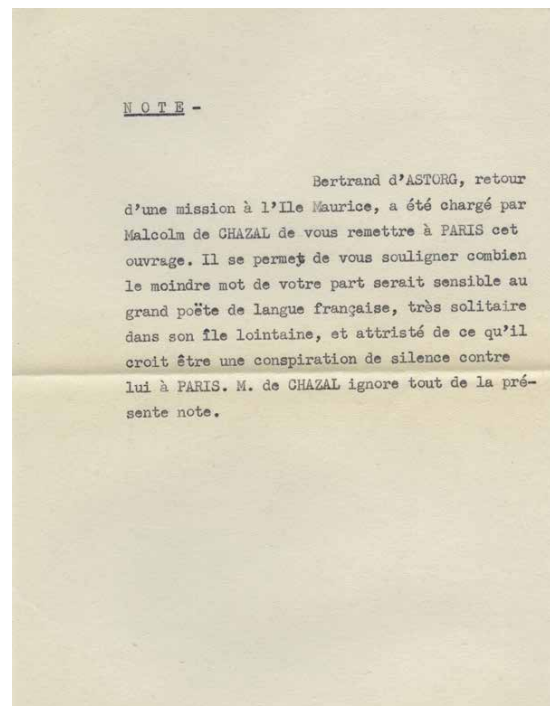 N O T E -
Bertrand d'ASTORG, retour
d'une mission à l'Ile Maurice, a été chargé par
Malcolm de CHAZAL de vous remettre à PARIS cet
ouvrage. Il se permet de vous souligner combien
le moindre mot de votre part serait sensible au
grand poëte de langue française, très solitaire
dans son île lointaine, et attristé de ce qu'il
croit être une conspiration de silence contre
lui à PARIS. M. de CHAZAL ignore tout de la pré-
sente note.